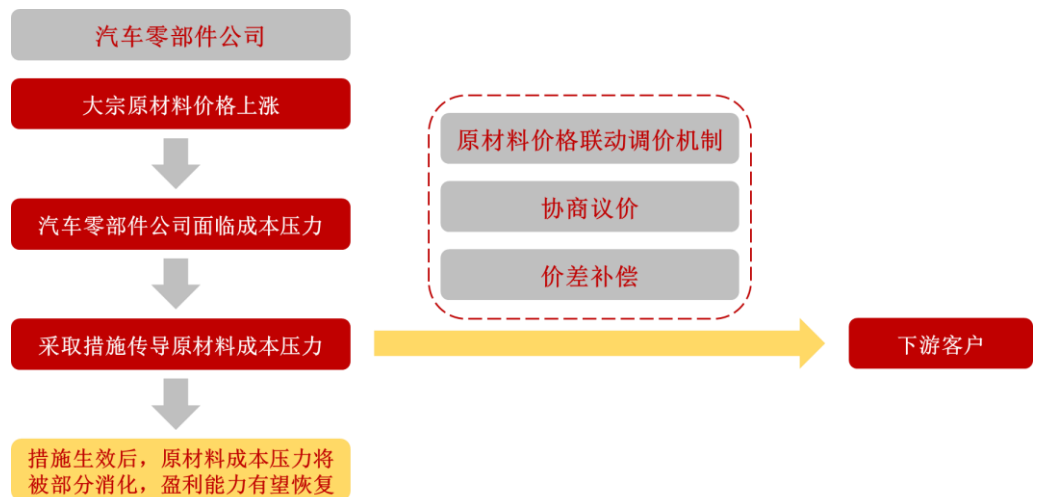 汽车零部件公司
大宗原材料价格上涨
汽车零部件公司面临成本压力
采取措施传导原材料成本压力
措施生效后，原材料成本压力将
被部分消化，盈利能力有望恢复
原材料价格联动调价机制
协商议价
价差补偿
下游客户